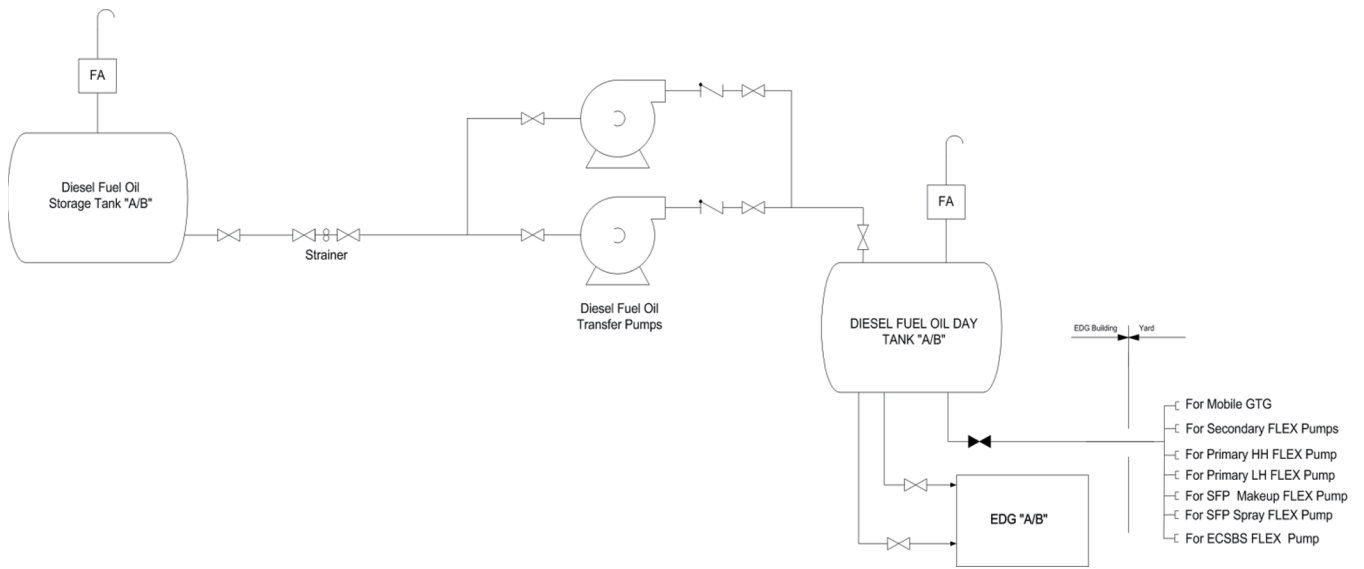 FA
Diesel Fuel Oil
Storage Tank "A/B"
Strainer
Diesel Fuel Oil
Transfer Pumps
FA
DIESEL FUEL OIL DAY
TANK "A/B"
EDG Building
Yard
For Mobile GTG
For Secondary FLEX Pumps
For Primary HH FLEX Pump
For Primary LH FLEX Pump
For SFP Makeup FLEX Pump
For SFP Spray FLEX Pump
For ECSBS FLEX Pump
EDG "A/B"